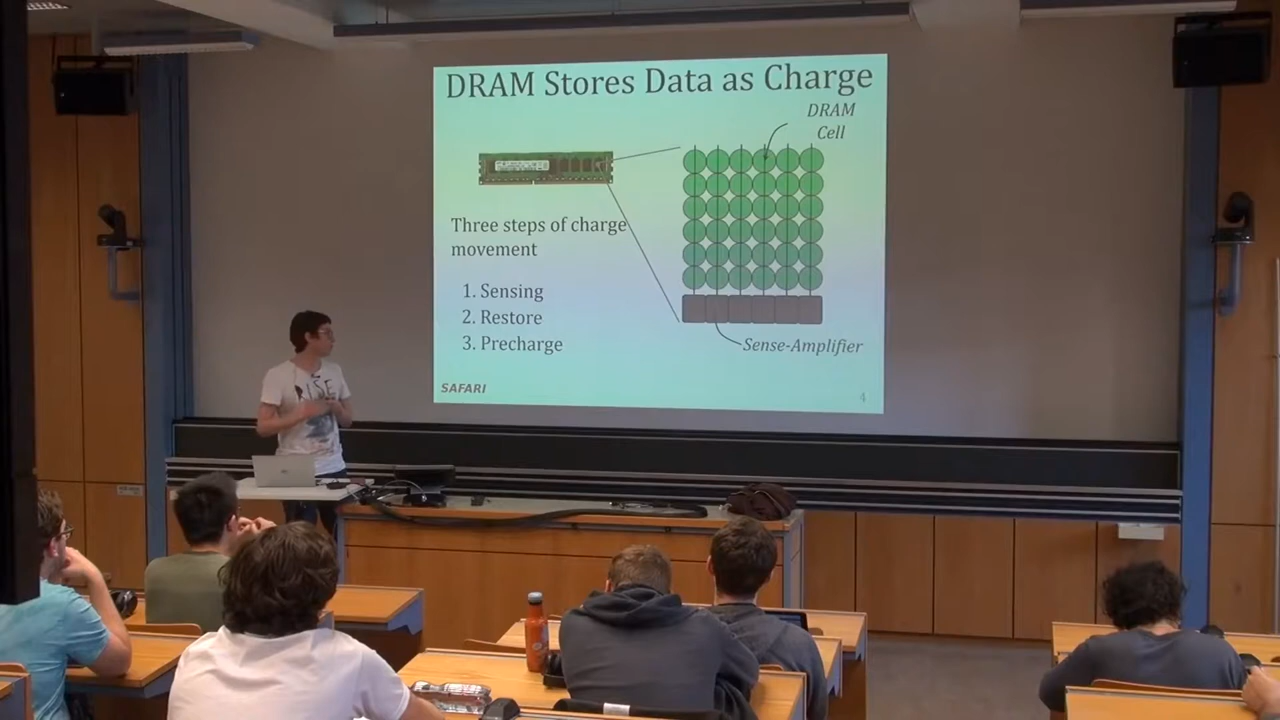 DRAM Stores Data as Charge
DRAM
Cell
Three steps of charge
movement
1. Sensing
2. Restore
3. Precharge
Sense-Amplifier
SAFARI
4
RISE